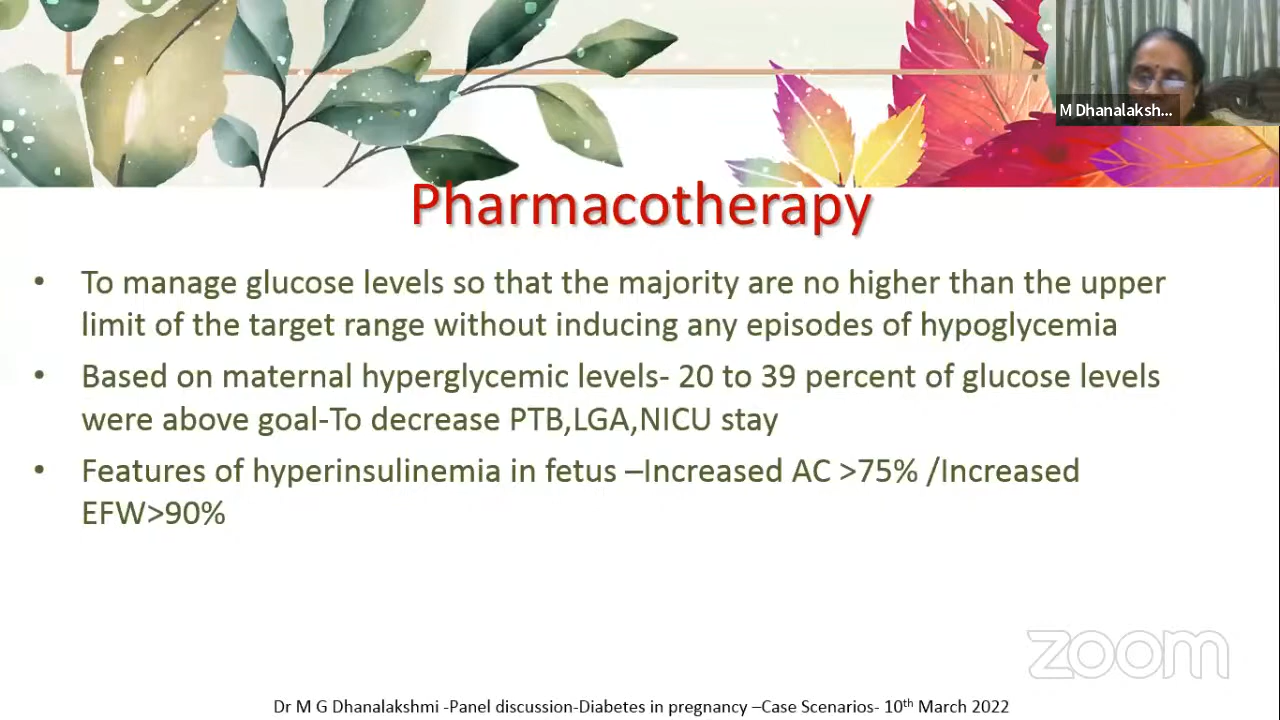 M Dhanalaksh...
Pharmacotherapy
• To manage glucose levels so that the majority are no higher than the upper
limit of the target range without inducing any episodes of hypoglycemia
• Based on maternal hyperglycemic levels- 20 to 39 percent of glucose levels
were above goal-To decrease PTB,LGA,NICU stay
• Features of hyperinsulinemia in fetus –Increased AC >75% /Increased
EFW>90%
zoom
Dr M G Dhanalakshmi -Panel discussion-Diabetes in pregnancy –Case Scenarios- 10th March 2022